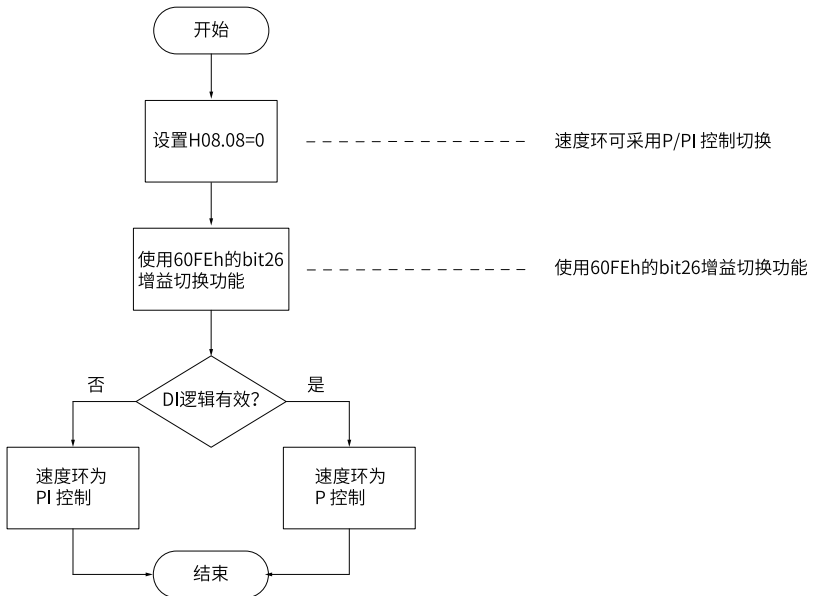 开始
设置H08.08=0
速度环可采用P/PI 控制切换
使用60FEh的bit26
增益切换功能
使用60FEh的bit26增益切换功能
否
DI逻辑有效？
是
速度环为
PI 控制
速度环为
P 控制
结束